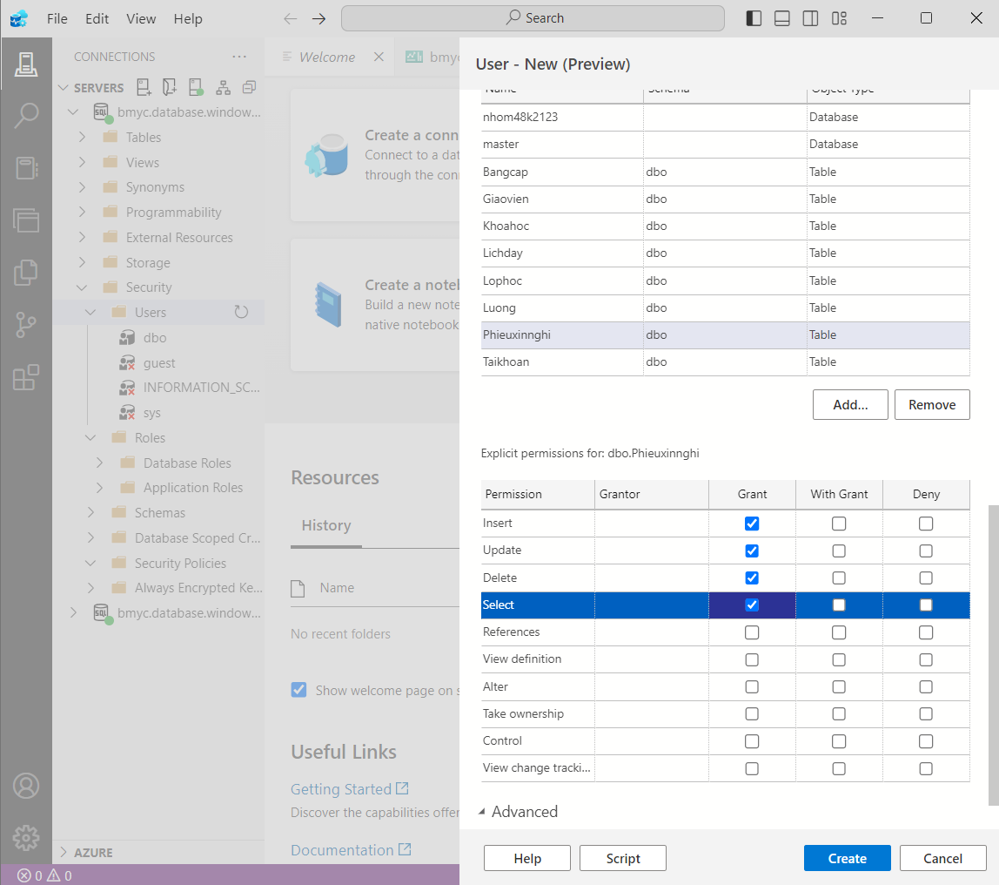 File Edit View Help Search
CONNECTIONS ...
Welcome
bmyc
User - New (Preview)
SERVERS
bmyc.database.window...
Tables
Views
Synonyms
Programmability
External Resources
Storage
Security
Users
dbo
guest
INFORMATION_SC...
sys
Roles
Database Roles
Application Roles
Schemas
Database Scoped Cr...
Security Policies
Always Encrypted Ke...
bmyc.database.window...
AZURE
0 0
Create a conn
Connect to a dat
through the conn
Create a noteb
Build a new note
native notebook
Resources
History
Name
No recent folders
Show welcome page on s
Useful Links
Getting Started
Discover the capabilities offer
Documentation
Name Schema Object Type
nhom48k2123 Database
master Database
Bangcap dbo Table
Giaovien dbo Table
Khoahoc dbo Table
Lichday dbo Table
Lophoc dbo Table
Luong dbo Table
Phieuxinnghi dbo Table
Taikhoan dbo Table
Add... Remove
Explicit permissions for: dbo.Phieuxinnghi
Permission Grantor Grant With Grant Deny
Insert
Update
Delete
Select
References
View definition
Alter
Take ownership
Control
View change tracki...
Advanced
Help Script Create Cancel